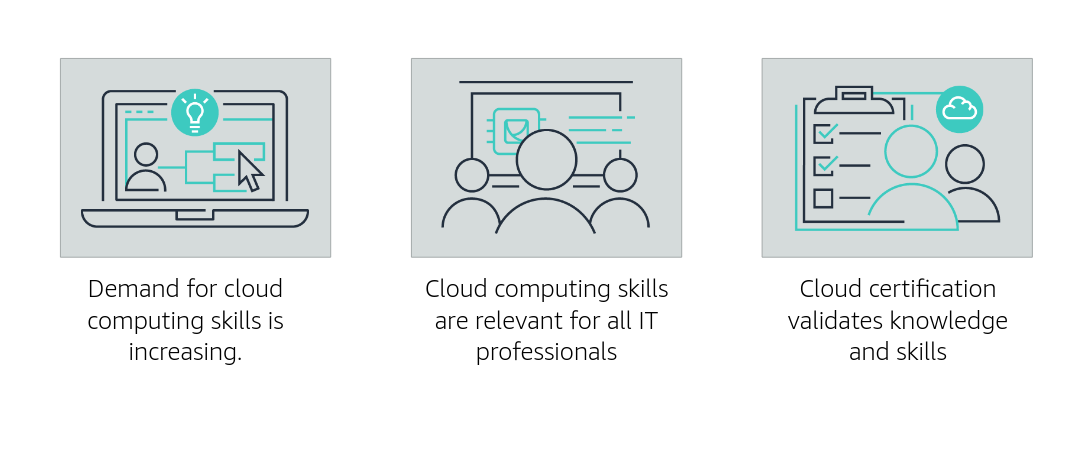 Demand for cloud
computing skills is
increasing.
Cloud computing skills
are relevant for all IT
professionals
Cloud certification
validates knowledge
and skills